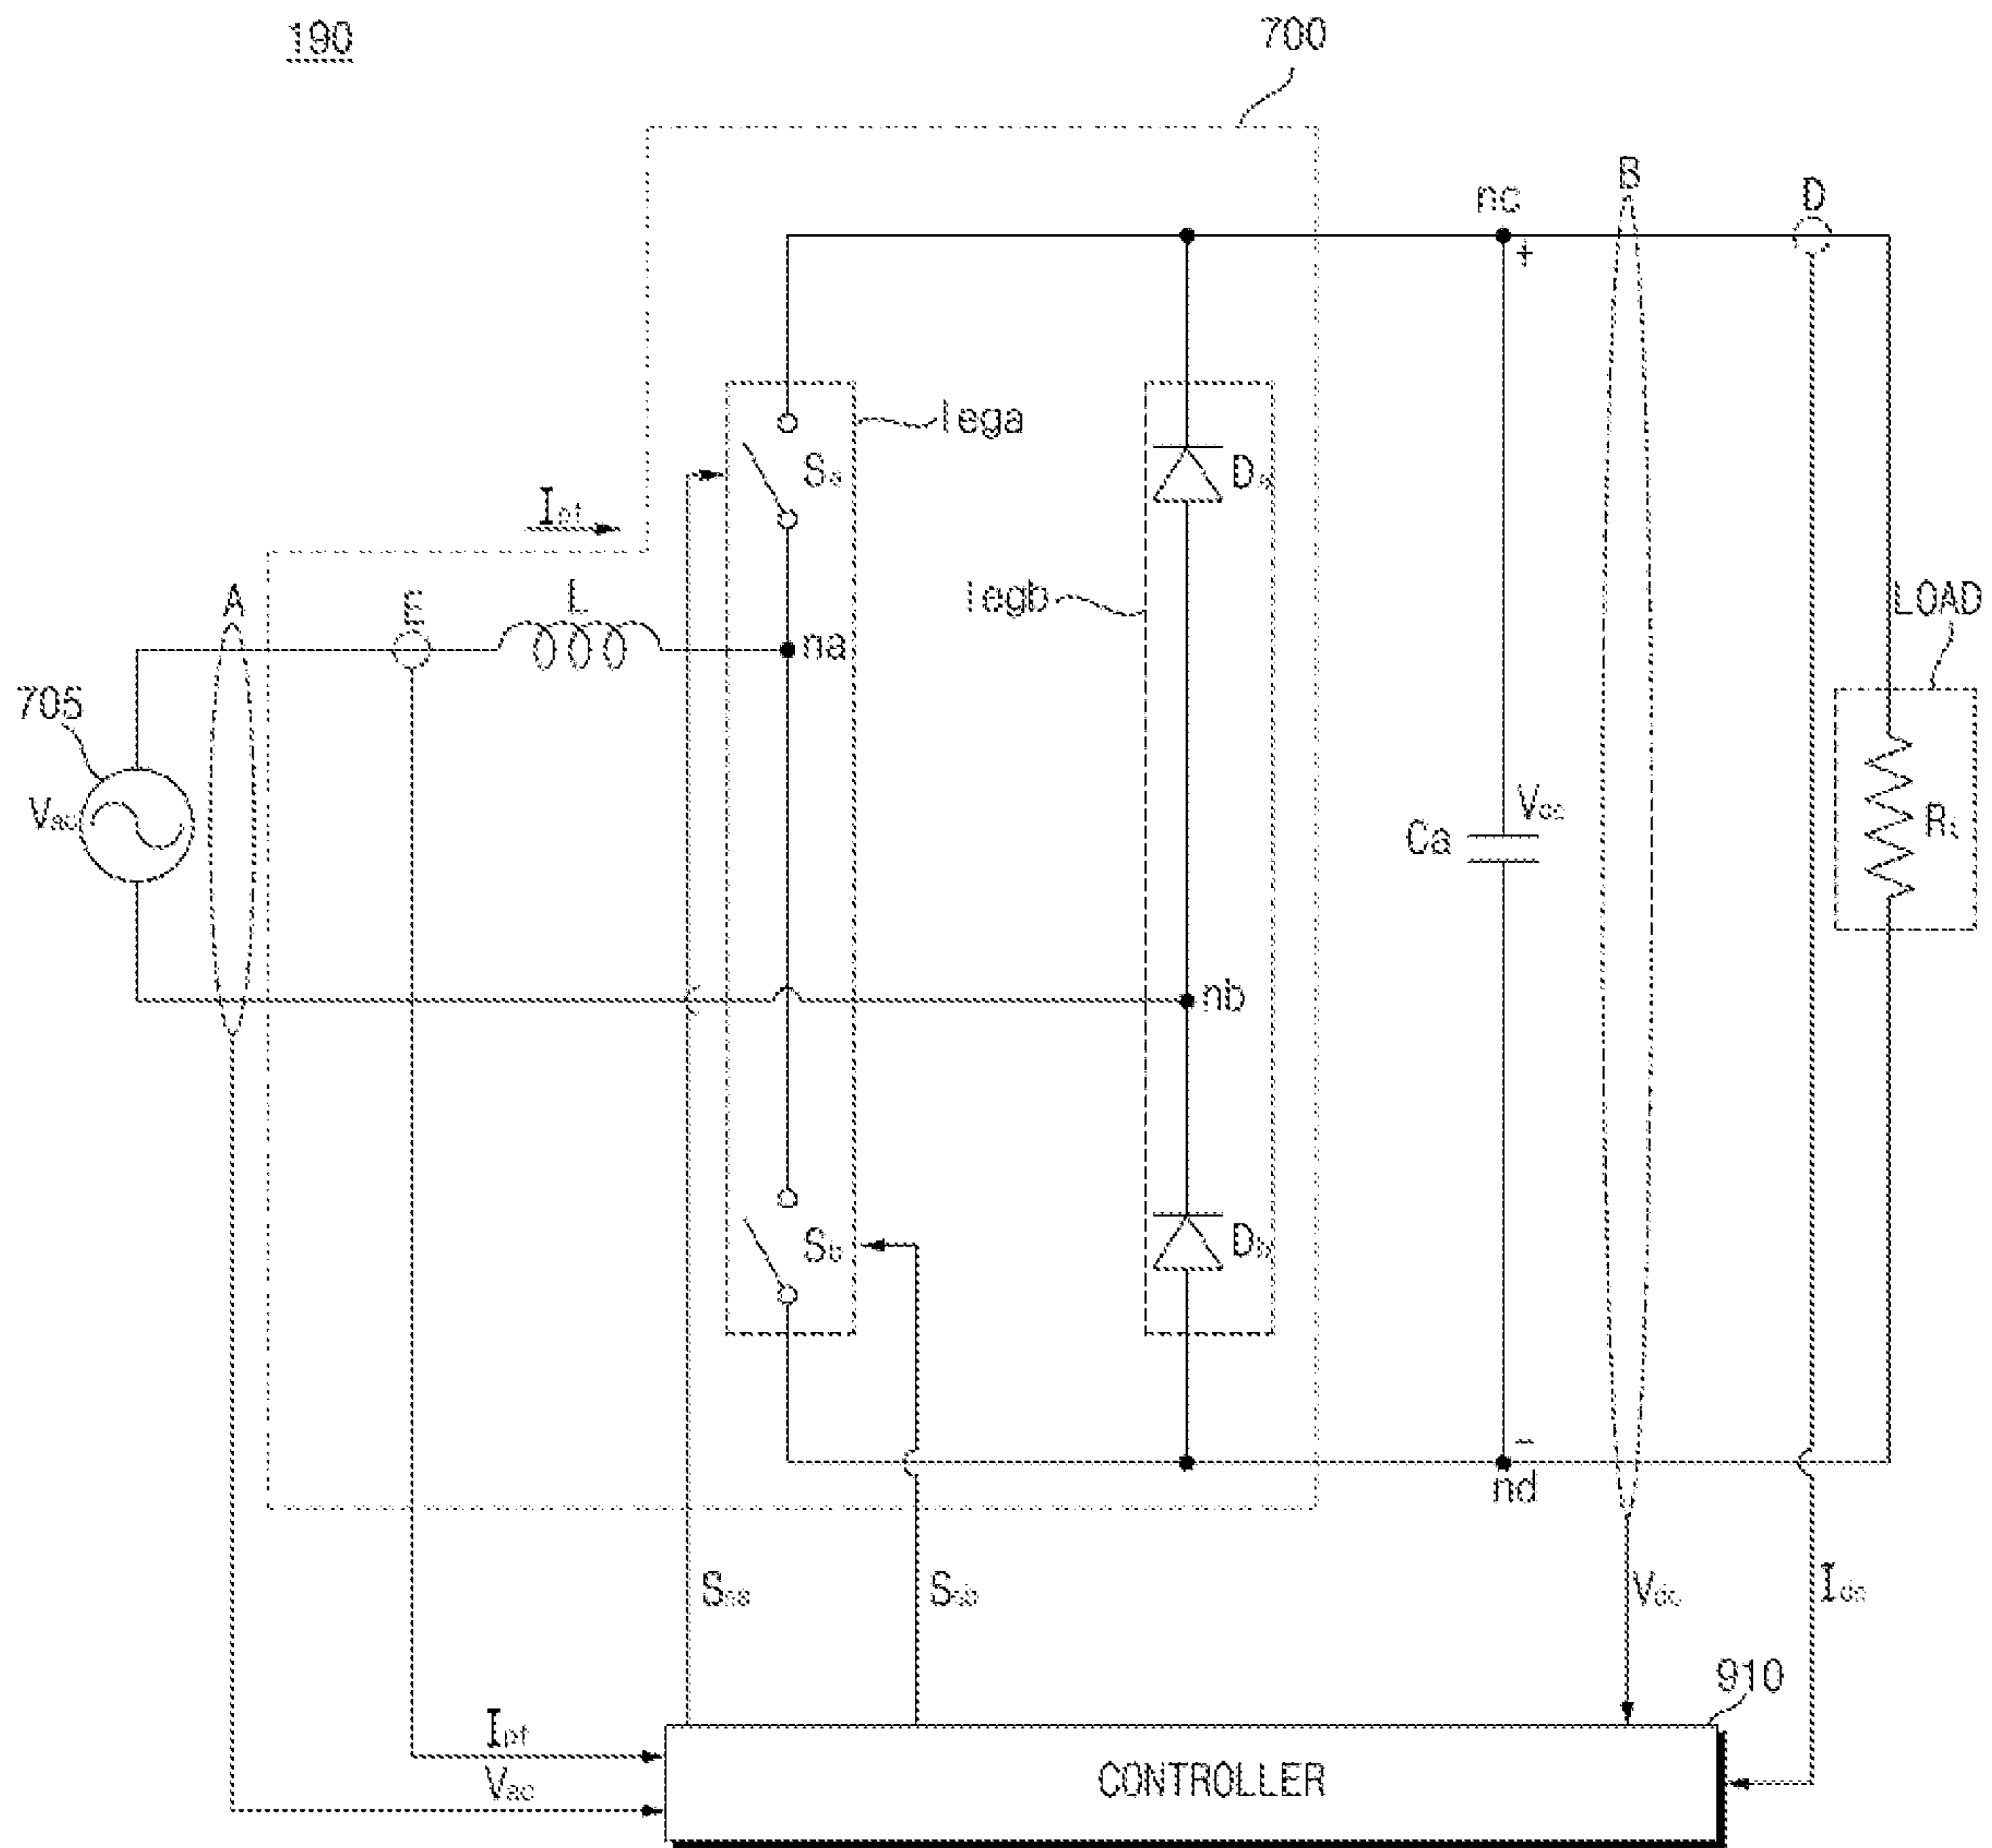 190
700
nc
B
D
+
lega
Sa
Da
Ipf
legb
A
E
L
na
LOAD
705
Vac
Ca
Vdc
RL
nb
Sb
Db
-
nd
Ssa
Ssb
Vdc
Idc
910
Ipf
Vac
CONTROLLER